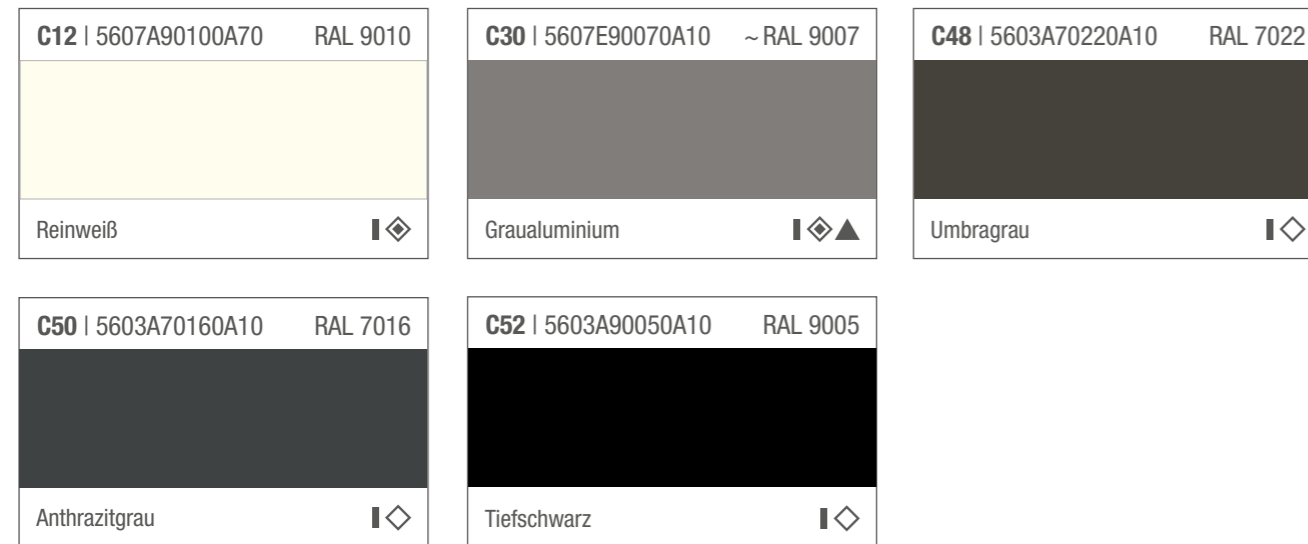 C12 | 5607A90100A70 RAL 9010
Reinweiß
C30 | 5607E90070A10 ~ RAL 9007
Graualuminium
C48 | 5603A70220A10 RAL 7022
Umbragrau
C50 | 5603A70160A10 RAL 7016
Anthrazitgrau
C52 | 5603A90050A10 RAL 9005
Tiefschwarz